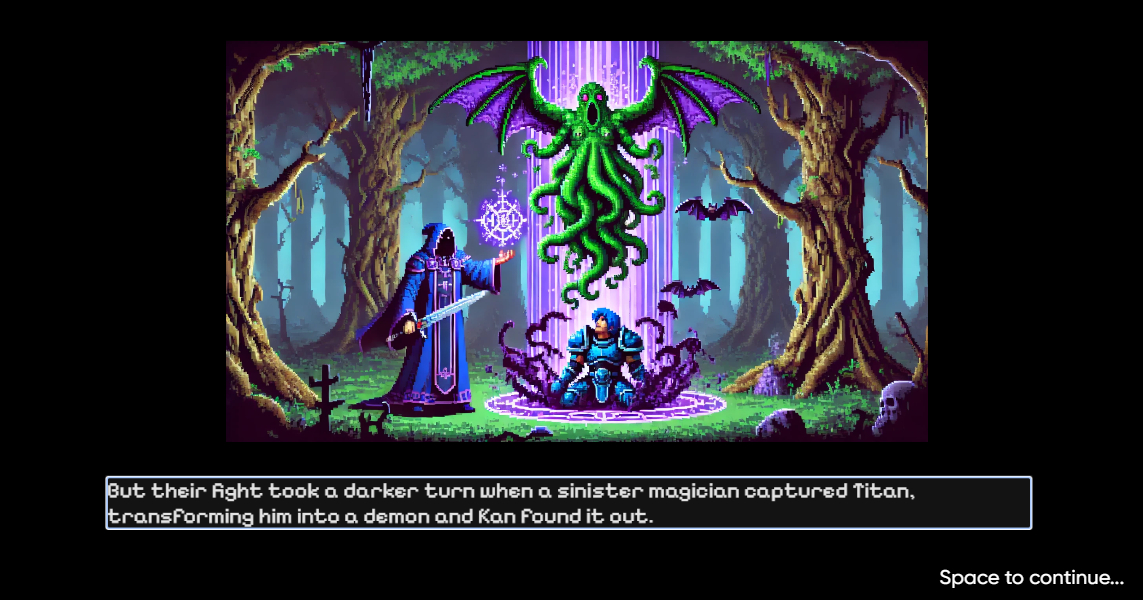 But their fight took a darker turn when a sinister magician captured Titan,
transforming him into a demon and Kan found it out.
Space to continue...